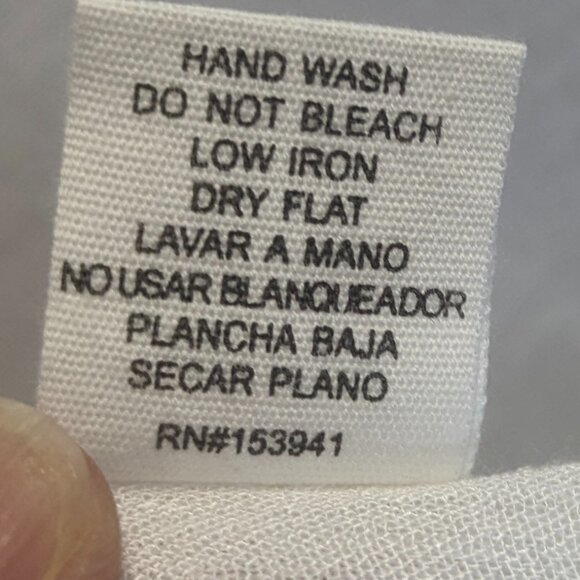 HAND WASH
DO NOT BLEACH
LOW IRON
DRY FLAT
LAVAR A MANO
NO USAR BLANQUEADOR
PLANCHA BAJA
SECAR PLANO
RN#153941